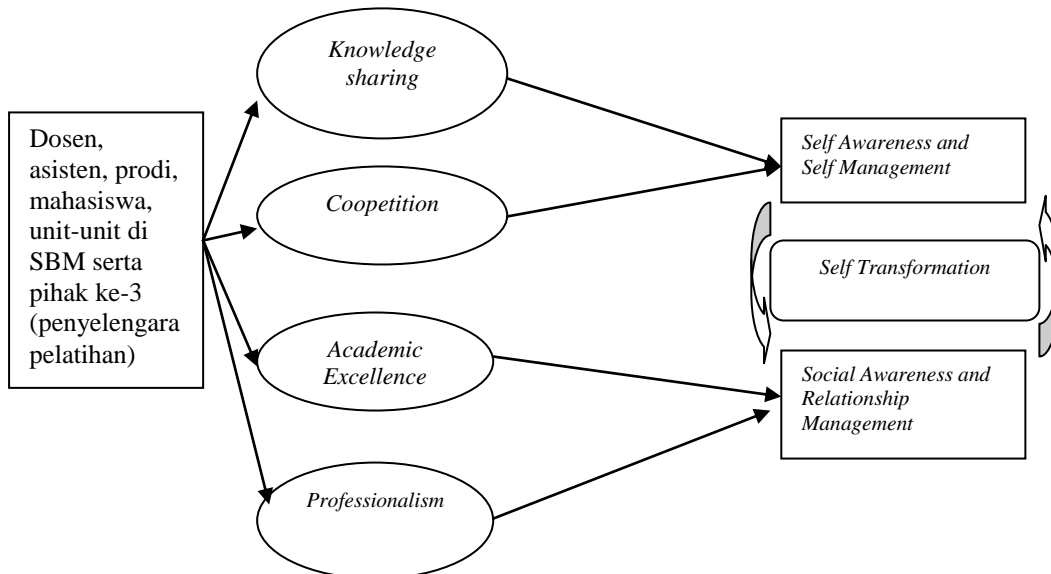 Dosen,
asisten, prodi,
mahasiswa,
unit-unit di
SBM serta
pihak ke-3
(penyelengara
pelatihan)
Knowledge
sharing
Coopetition
Academic
Excellence
Professionalism
Self Awareness and
Self Management
Self Transformation
Social Awareness and
Relationship
Management